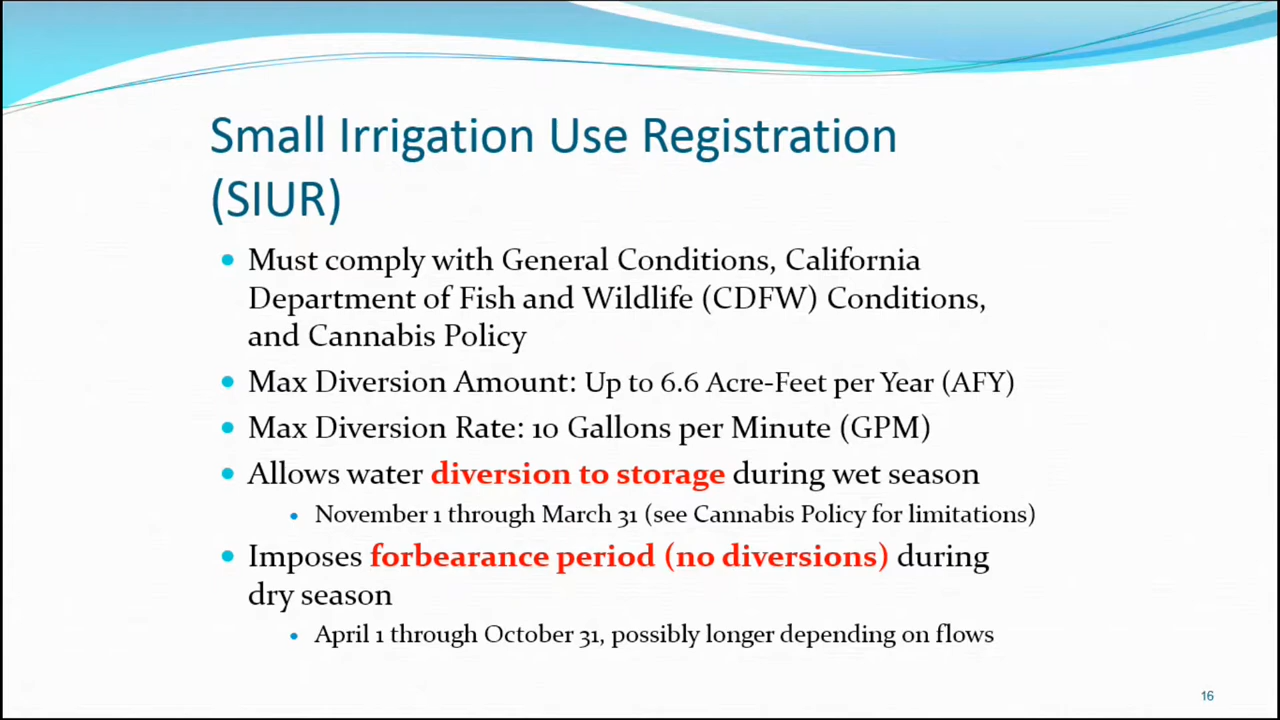 Small Irrigation Use Registration
(SIUR)
• Must comply with General Conditions, California
Department of Fish and Wildlife (CDFW) Conditions,
and Cannabis Policy
• Max Diversion Amount: Up to 6.6 Acre-Feet per Year (AFY)
• Max Diversion Rate: 10 Gallons per Minute (GPM)
• Allows water diversion to storage during wet season
• November 1 through March 31 (see Cannabis Policy for limitations)
• Imposes forbearance period (no diversions) during
dry season
• April 1 through October 31, possibly longer depending on flows
16